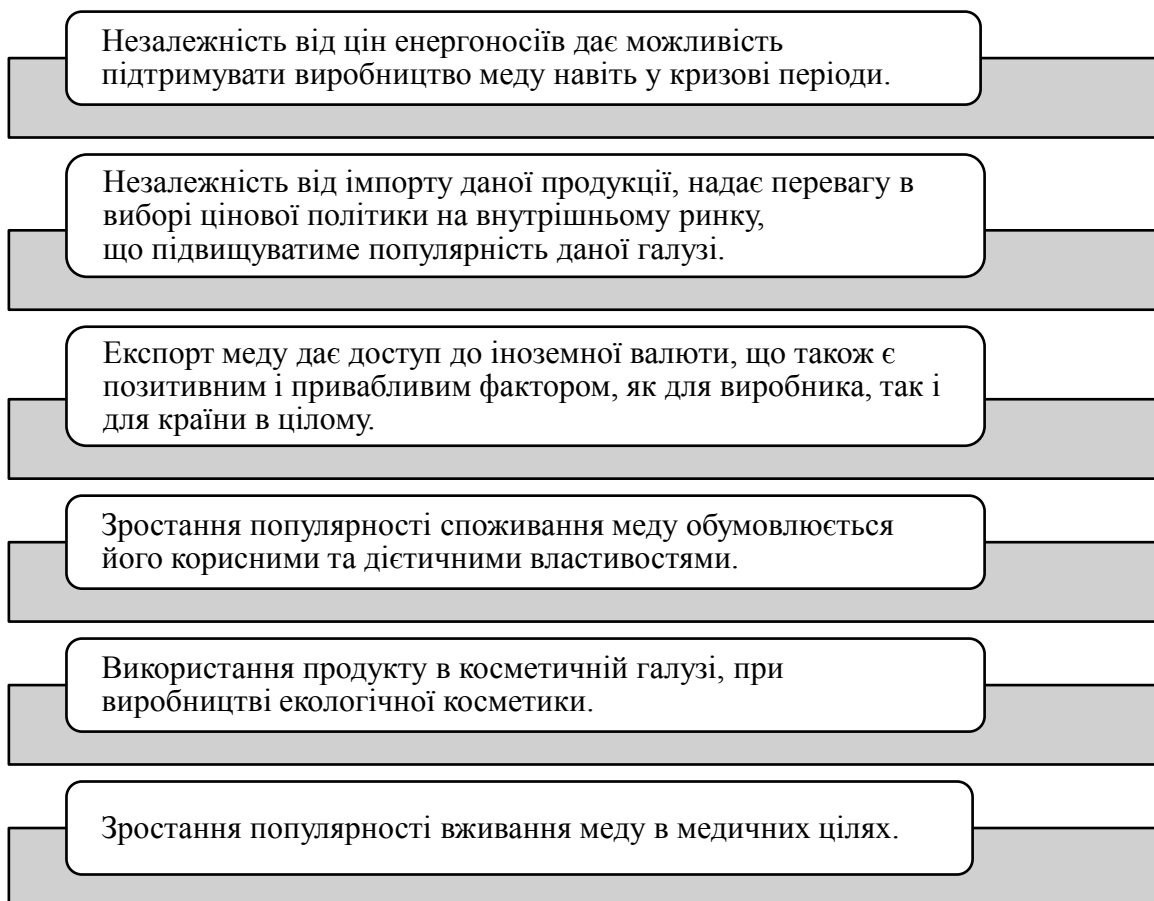 Незалежність від цін енергоносіїв дає можливість
підтримувати виробництво меду навіть у кризові періоди.
Незалежність від імпорту даної продукції, надає перевагу в
виборі цінової політики на внутрішньому ринку,
що підвищуватиме популярність даної галузі.
Експорт меду дає доступ до іноземної валюти, що також є
позитивним і привабливим фактором, як для виробника, так і
для країни в цілому.
Зростання популярності споживання меду обумовлюється
його корисними та дієтичними властивостями.
Використання продукту в косметичній галузі, при
виробництві екологічної косметики.
Зростання популярності вживання меду в медичних цілях.